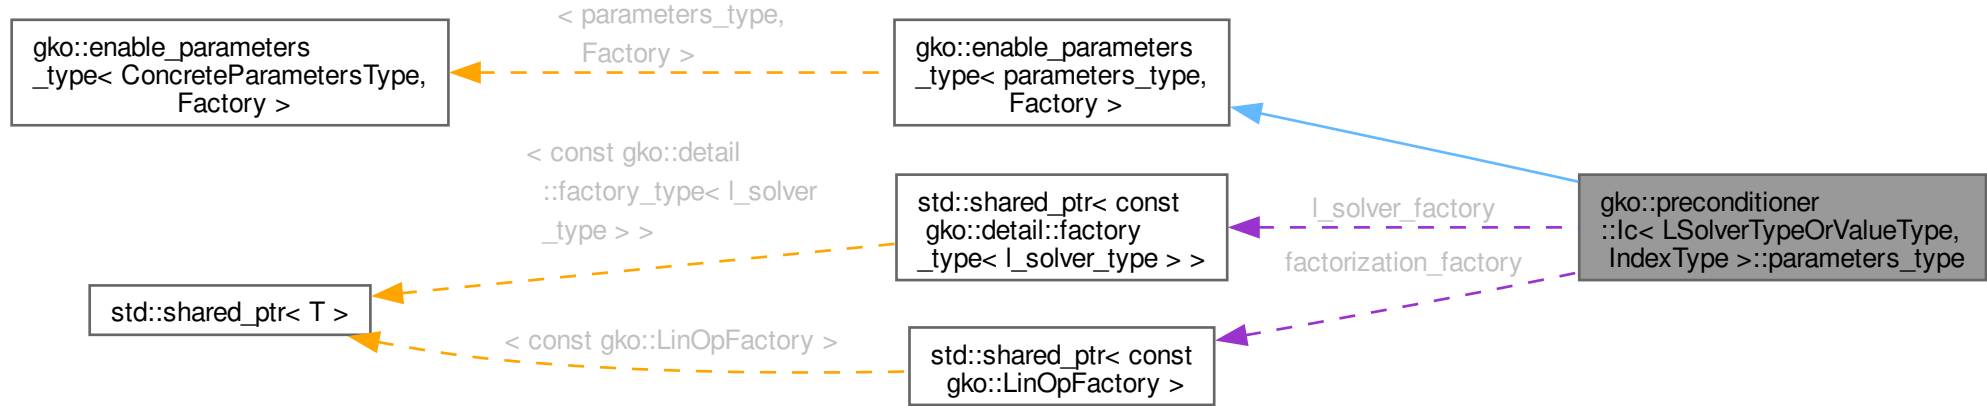 gko::enable_parameters
_type< ConcreteParametersType,
Factory >
< parameters_type,
Factory >
gko::enable_parameters
_type< parameters_type,
Factory >
< const gko::detail
::factory_type< l_solver
_type > >
std::shared_ptr< const
gko::detail::factory
_type< l_solver_type > >
l_solver_factory
factorization_factory
gko::preconditioner
::Ic< LSolverTypeOrValueType,
IndexType >::parameters_type
std::shared_ptr< T >
< const gko::LinOpFactory >
std::shared_ptr< const
gko::LinOpFactory >